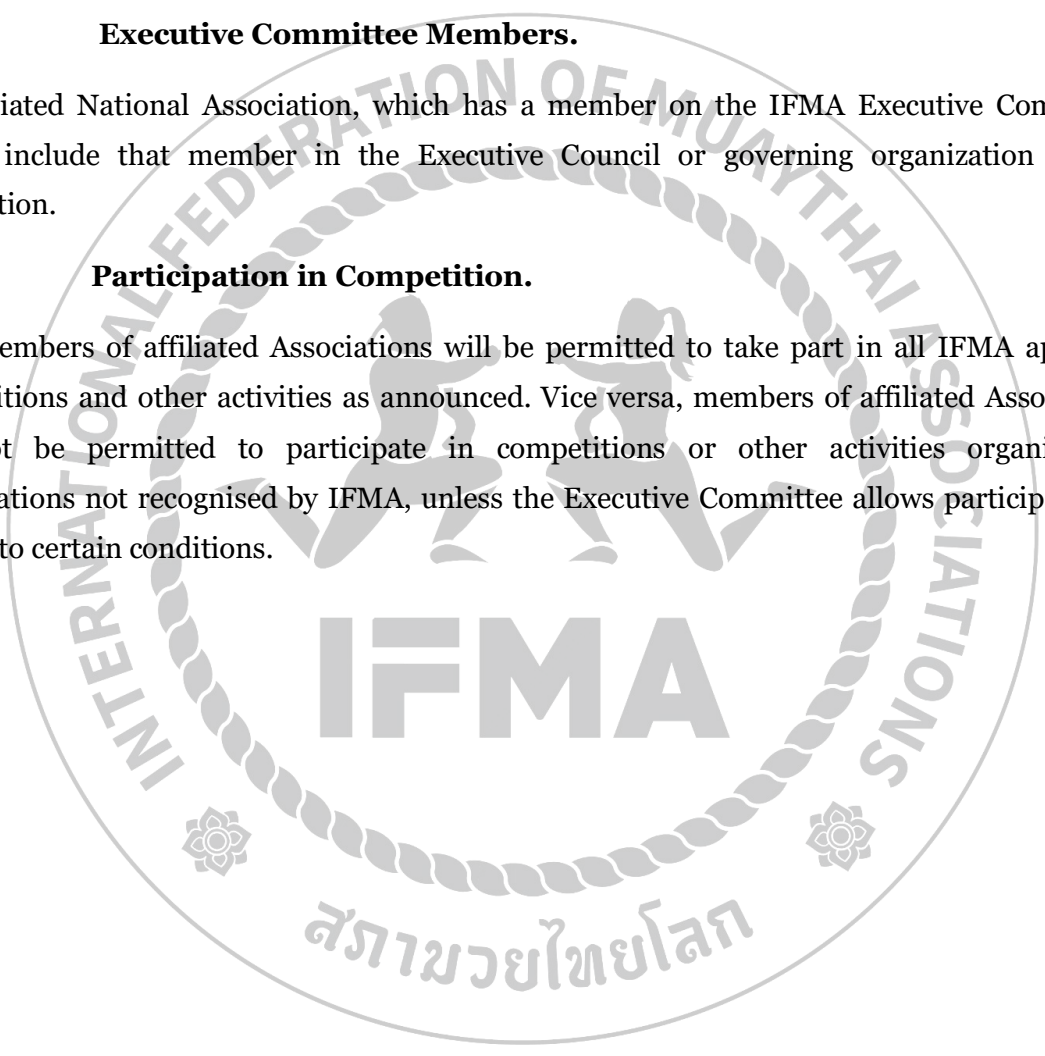 Executive Committee Members.
iated National Association, which has a member on the IFMA Executive Com
include that member in the Executive Council or governing organization
tion.
Participation in Competition.
embers of affiliated Associations will be permitted to take part in all IFMA ap
itions and other activities as announced. Vice versa, members of affiliated Asso
ot be permitted to participate in competitions or other activities organi
ations not recognised by IFMA, unless the Executive Committee allows particip
to certain conditions.
INTERNATIONAL FEDERATION OF MUAYTHAI ASSOCIATIONS
IFMA
สภามวยไทยโลก